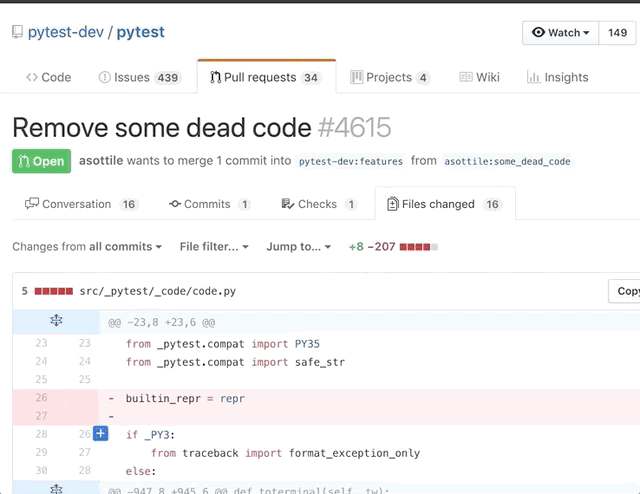 pytest-dev / pytest
Watch 149
Code Issues 439 Pull requests 34 Projects 4 Wiki Insights
Remove some dead code #4615
Open asottile wants to merge 1 commit into pytest-dev:features from asottile:some_dead_code
Conversation 16 Commits 1 Checks 1 Files changed 16
Changes from all commits File filter... Jump to... +8 −207
5 src/_pytest/_code/code.py Copy
@@ -23,8 +23,6 @@
23 23 from _pytest.compat import PY35
24 24 from _pytest.compat import safe_str
25 25
26 - builtin_repr = repr
27 -
28 26 + if _PY3:
29 27 from traceback import format_exception_only
30 28 else:
@@ -947,8 +945,6 @@ def toterminal(self, tw):